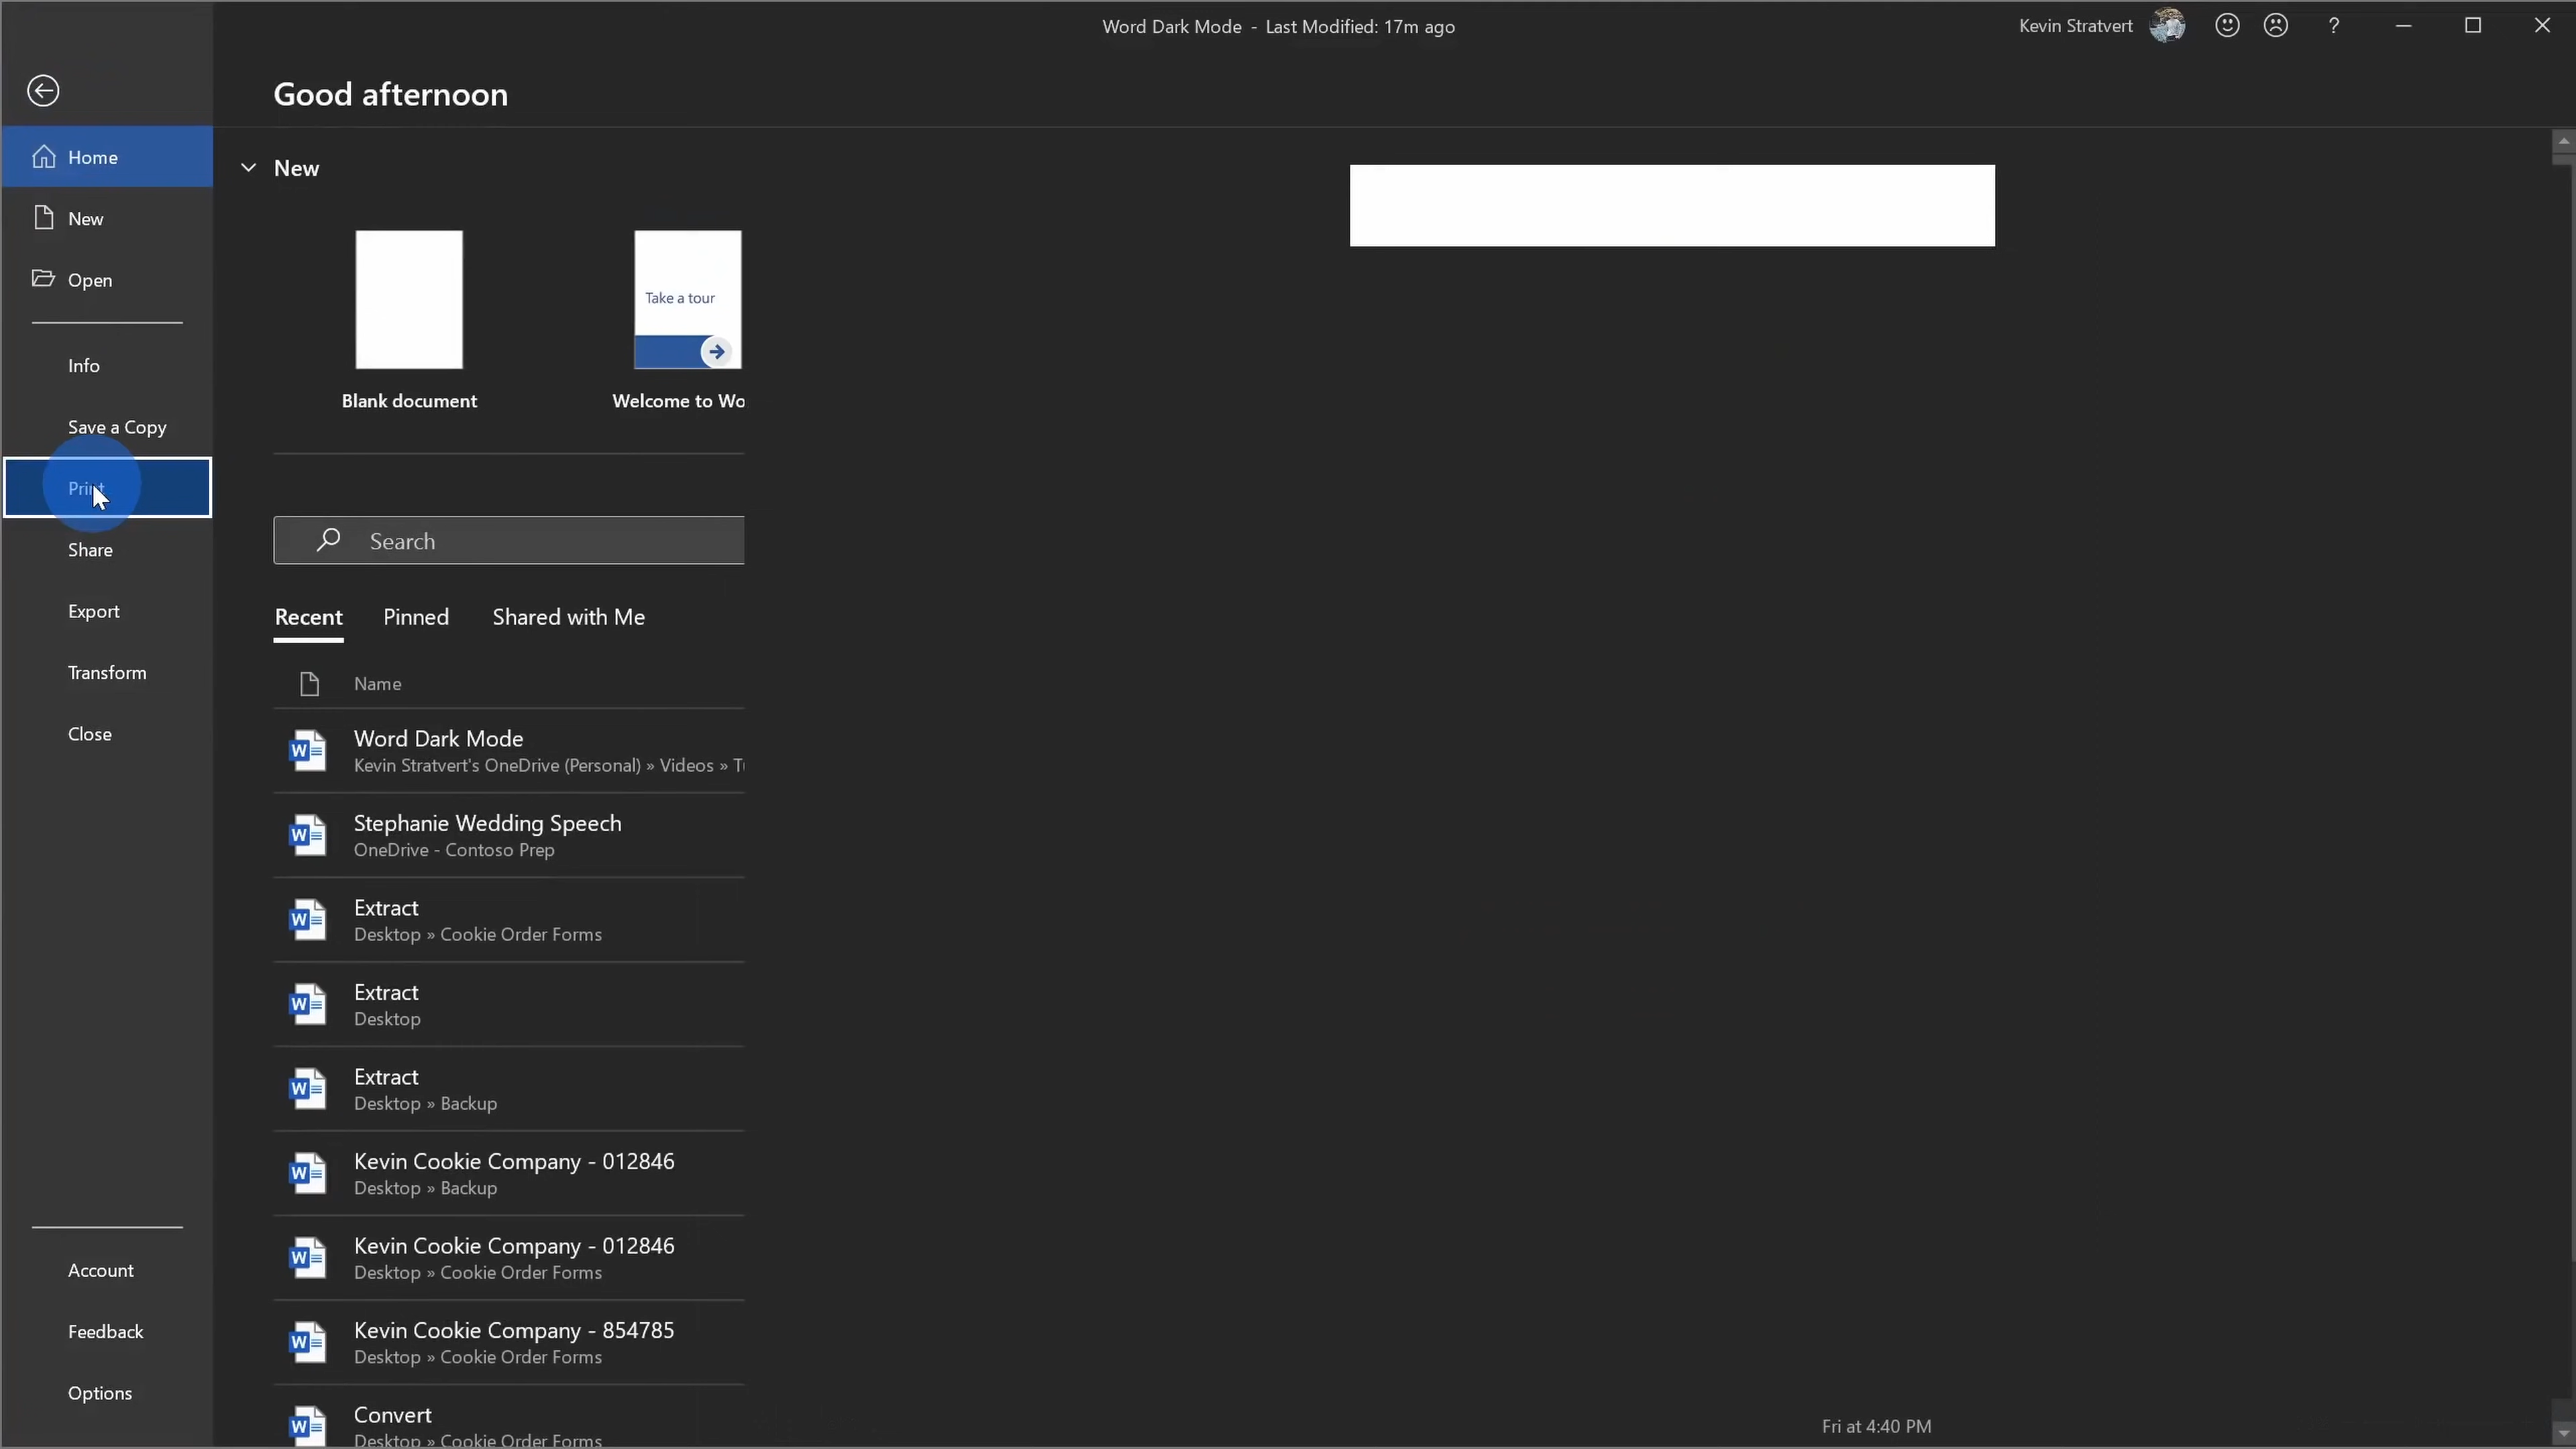 Word Dark Mode - Last Modified: 17m ago
Kevin Stratvert
?
Good afternoon
Home
New
Open
Info
Save a Copy
Print
Share
Export
Transform
Close
Account
Feedback
Options
New
Take a tour
Blank document
Welcome to Wo
Search
Recent Pinned Shared with Me
Name
Word Dark Mode
Kevin Stratvert's OneDrive (Personal) » Videos »
Stephanie Wedding Speech
OneDrive - Contoso Prep
Extract
Desktop » Cookie Order Forms
Extract
Desktop
Extract
Desktop » Backup
Kevin Cookie Company - 012846
Desktop » Backup
Kevin Cookie Company - 012846
Desktop » Cookie Order Forms
Kevin Cookie Company - 854785
Desktop » Cookie Order Forms
Convert
Desktop » Cookie Order Forms
Fri at 4:40 PM